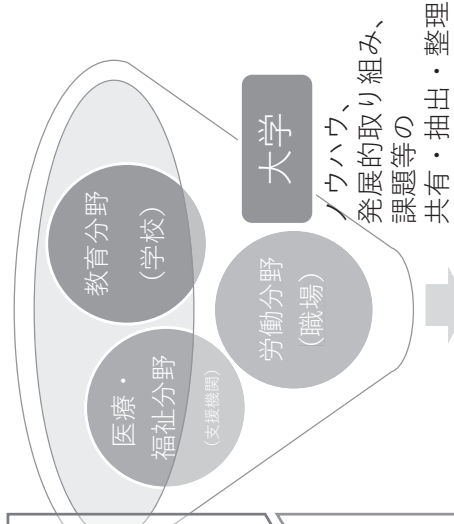 医療・
福祉分野
(支援機関)
教育分野
(学校)
労働分野
(職場)
大学
ノウハウ、
発展的取り組み、
課題等の
共有・抽出・整理